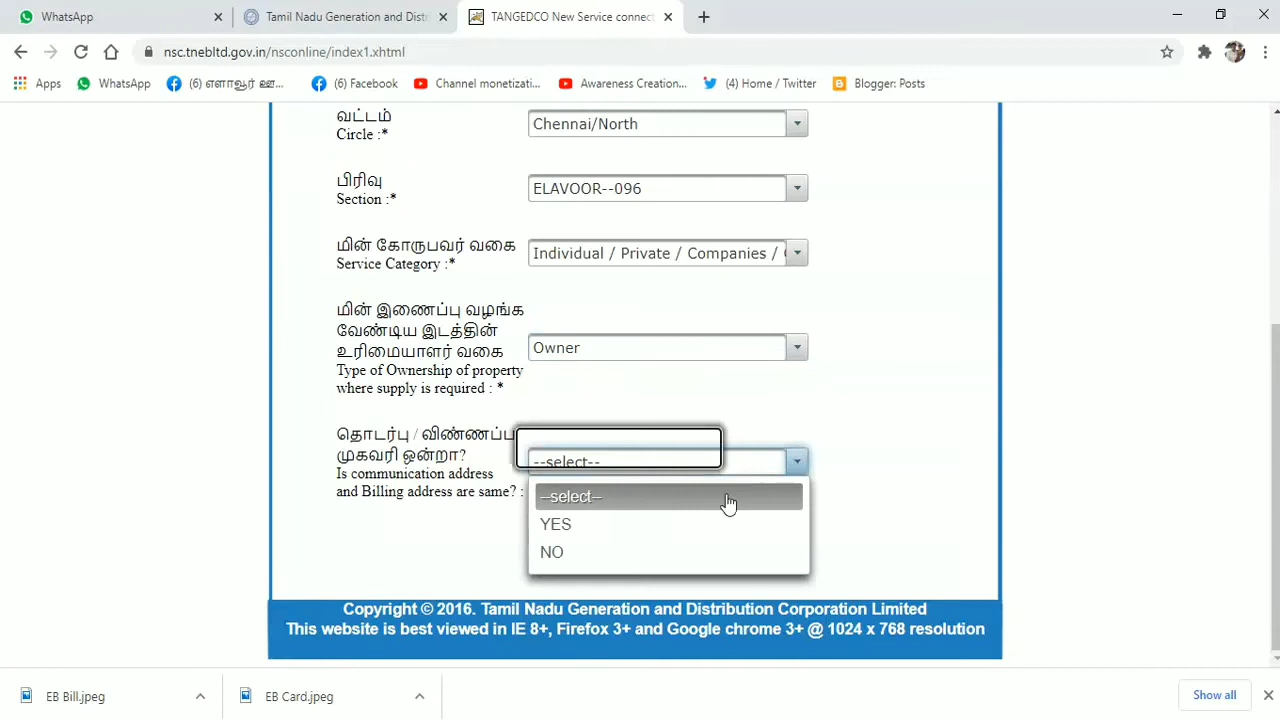 WhatsApp
Tamil Nadu Generation and Distr
TANGEDCO New Service connect
nsc.tnebltd.gov.in/nsconline/index1.xhtml
Apps
WhatsApp
(6) எளாவூர் ஊ...
(6) Facebook
Channel monetizati...
Awareness Creation...
(4) Home / Twitter
Blogger: Posts
வட்டம்
Circle :*
Chennai/North
பிரிவு
Section :*
ELAVOOR--096
மின் கோருபவர் வகை
Service Category :*
Individual / Private / Companies /
மின் இணைப்பு வழங்க
வேண்டிய இடத்தின்
உரிமையாளர் வகை
Type of Ownership of property
where supply is required : *
Owner
தொடர்பு / விண்ணப்ப
முகவரி ஒன்றா?
Is communication address
and Billing address are same? :
--select--
--select--
YES
NO
Copyright © 2016. Tamil Nadu Generation and Distribution Corporation Limited
This website is best viewed in IE 8+, Firefox 3+ and Google chrome 3+ @ 1024 x 768 resolution
EB Bill.jpeg
EB Card.jpeg
Show all